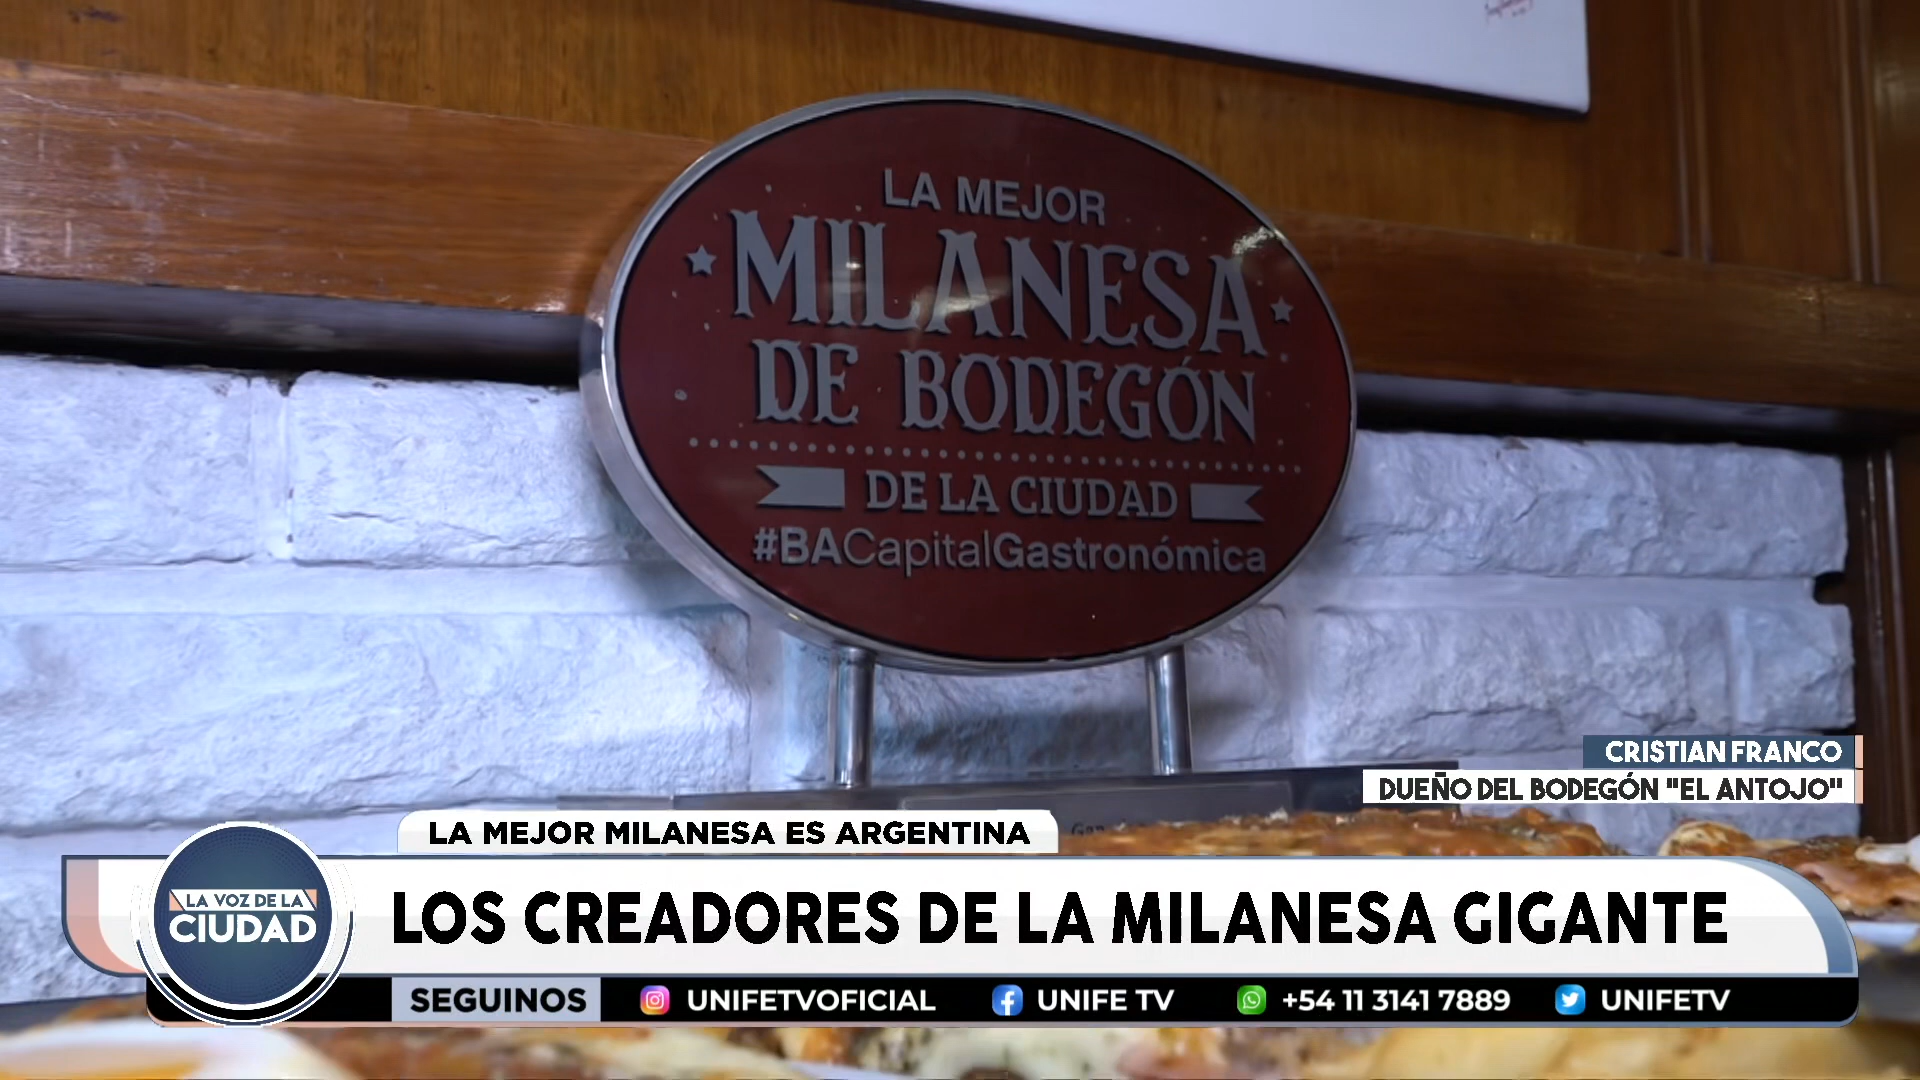 LA MEJOR
MILANESA
DE BODEGÓN
DE LA CIUDAD
#BACapitalGastronómica
CRISTIAN FRANCO
DUEÑO DEL BODEGÓN "EL ANTOJO"
LA MEJOR MILANESA ES ARGENTINA
LA VOZ DE LA
CIUDAD
LOS CREADORES DE LA MILANESA GIGANTE
SEGUINOS UNIFETVOFICIAL UNIFE TV +54 11 3141 7889 UNIFETV